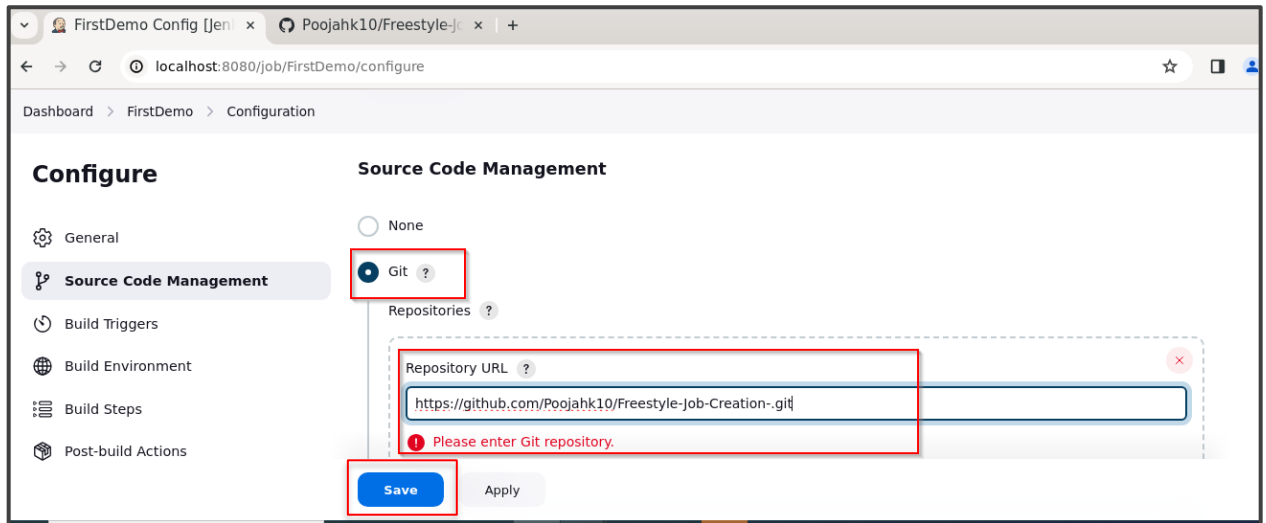 FirstDemo Config [Jen × Poojahk10/Freestyle-Jo × +
localhost:8080/job/FirstDemo/configure
Dashboard > FirstDemo > Configuration
Configure
General
Source Code Management
Build Triggers
Build Environment
Build Steps
Post-build Actions
Source Code Management
None
Git ?
Repositories ?
Repository URL ?
https://github.com/Poojahk10/Freestyle-Job-Creation-.git
Please enter Git repository.
Save Apply